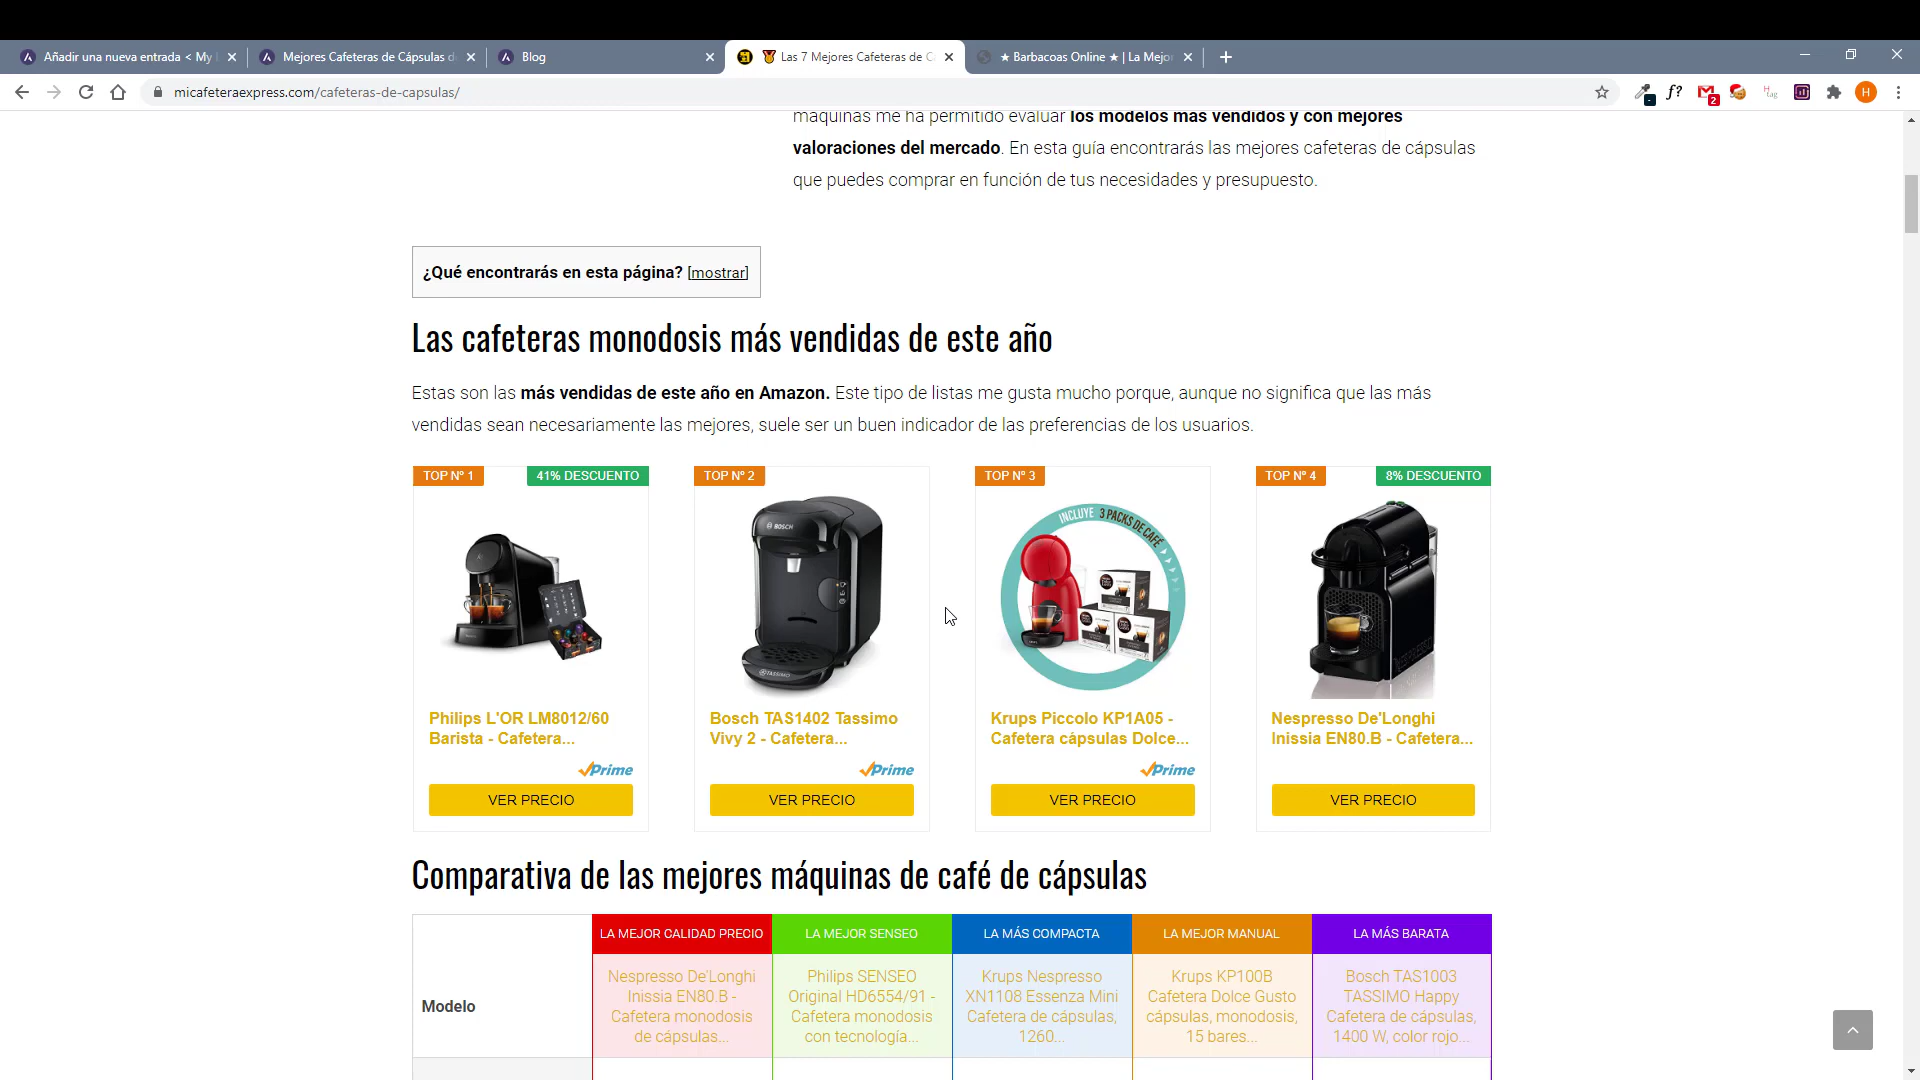 Añadir una nueva entrada < My
Mejores Cafeteras de Cápsulas d
Blog
Las 7 Mejores Cafeteras de C
★ Barbacoas Online ★ | La Mejo
micafeteraexpress.com/cafeteras-de-capsulas/
f?
2
H
máquinas me ha permitido evaluar los modelos más vendidos y con mejores
valoraciones del mercado. En esta guía encontrarás las mejores cafeteras de cápsulas
que puedes comprar en función de tus necesidades y presupuesto.
¿Qué encontrarás en esta página? [mostrar]
Las cafeteras monodosis más vendidas de este año
Estas son las más vendidas de este año en Amazon. Este tipo de listas me gusta mucho porque, aunque no significa que las más
vendidas sean necesariamente las mejores, suele ser un buen indicador de las preferencias de los usuarios.
TOP Nº 1
41% DESCUENTO
TOP Nº 2
TOP Nº 3
TOP Nº 4
8% DESCUENTO
BOSCH
TASSIMO
INCLUYE 3 PACKS DE CAFÉ
Philips L'OR LM8012/60
Barista - Cafetera...
Prime
VER PRECIO
Bosch TAS1402 Tassimo
Vivy 2 - Cafetera...
Prime
VER PRECIO
Krups Piccolo KP1A05 -
Cafetera cápsulas Dolce...
Prime
VER PRECIO
Nespresso De'Longhi
Inissia EN80.B - Cafetera...
VER PRECIO
Comparativa de las mejores máquinas de café de cápsulas
LA MEJOR CALIDAD PRECIO
LA MEJOR SENSEO
LA MÁS COMPACTA
LA MEJOR MANUAL
LA MÁS BARATA
Modelo
Nespresso De'Longhi
Inissia EN80.B -
Cafetera monodosis
de cápsulas...
Philips SENSEO
Original HD6554/91 -
Cafetera monodosis
con tecnología...
Krups Nespresso
XN1108 Essenza Mini
Cafetera de cápsulas,
1260...
Krups KP100B
Cafetera Dolce Gusto
cápsulas, monodosis,
15 bares...
Bosch TAS1003
TASSIMO Happy
Cafetera de cápsulas,
1400 W, color rojo...